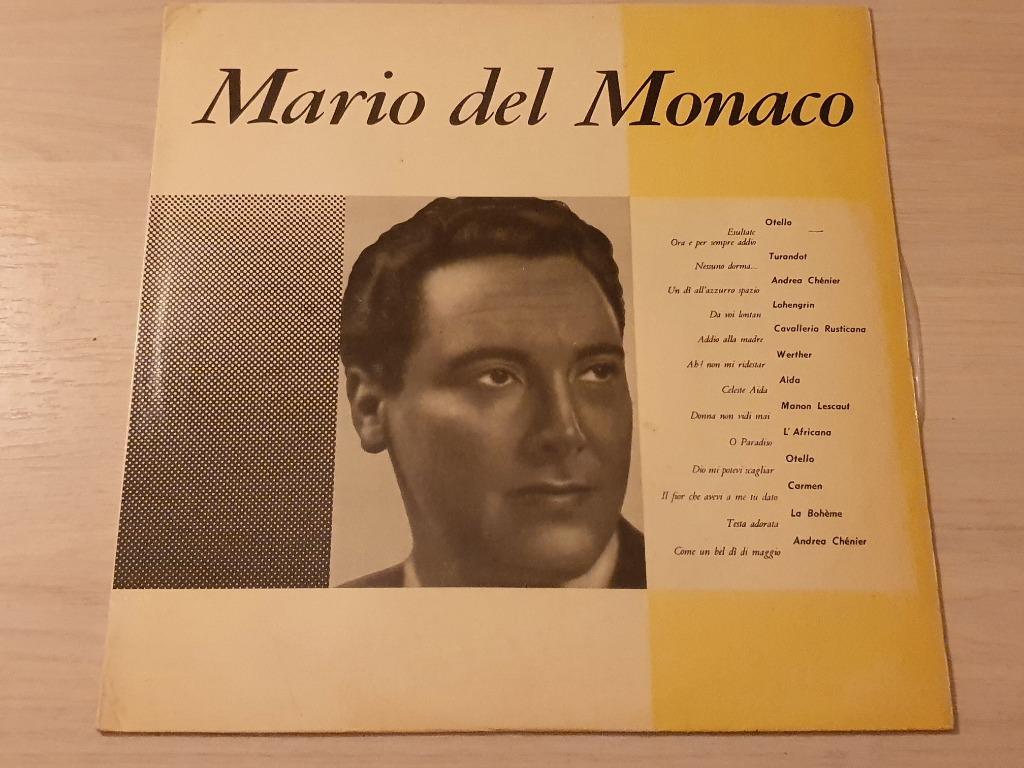 Mario del Monaco
Otello
Esultate
Ora e per sempre addio
Turandot
Nessuno dorma...
Andrea Chénier
Un dì all'azzurro spazio
Lohengrin
Da voi lontan
Cavalleria Rusticana
Addio alla madre
Werther
Ah! non mi ridestar
Aida
Celeste Aida
Manon Lescaut
Donna non vidi mai
L'Africana
O Paradiso
Otello
Dio mi potevi scagliar
Carmen
Il fior che avevi a me tu dato
La Bohème
Testa adorata
Andrea Chénier
Come un bel dì di maggio